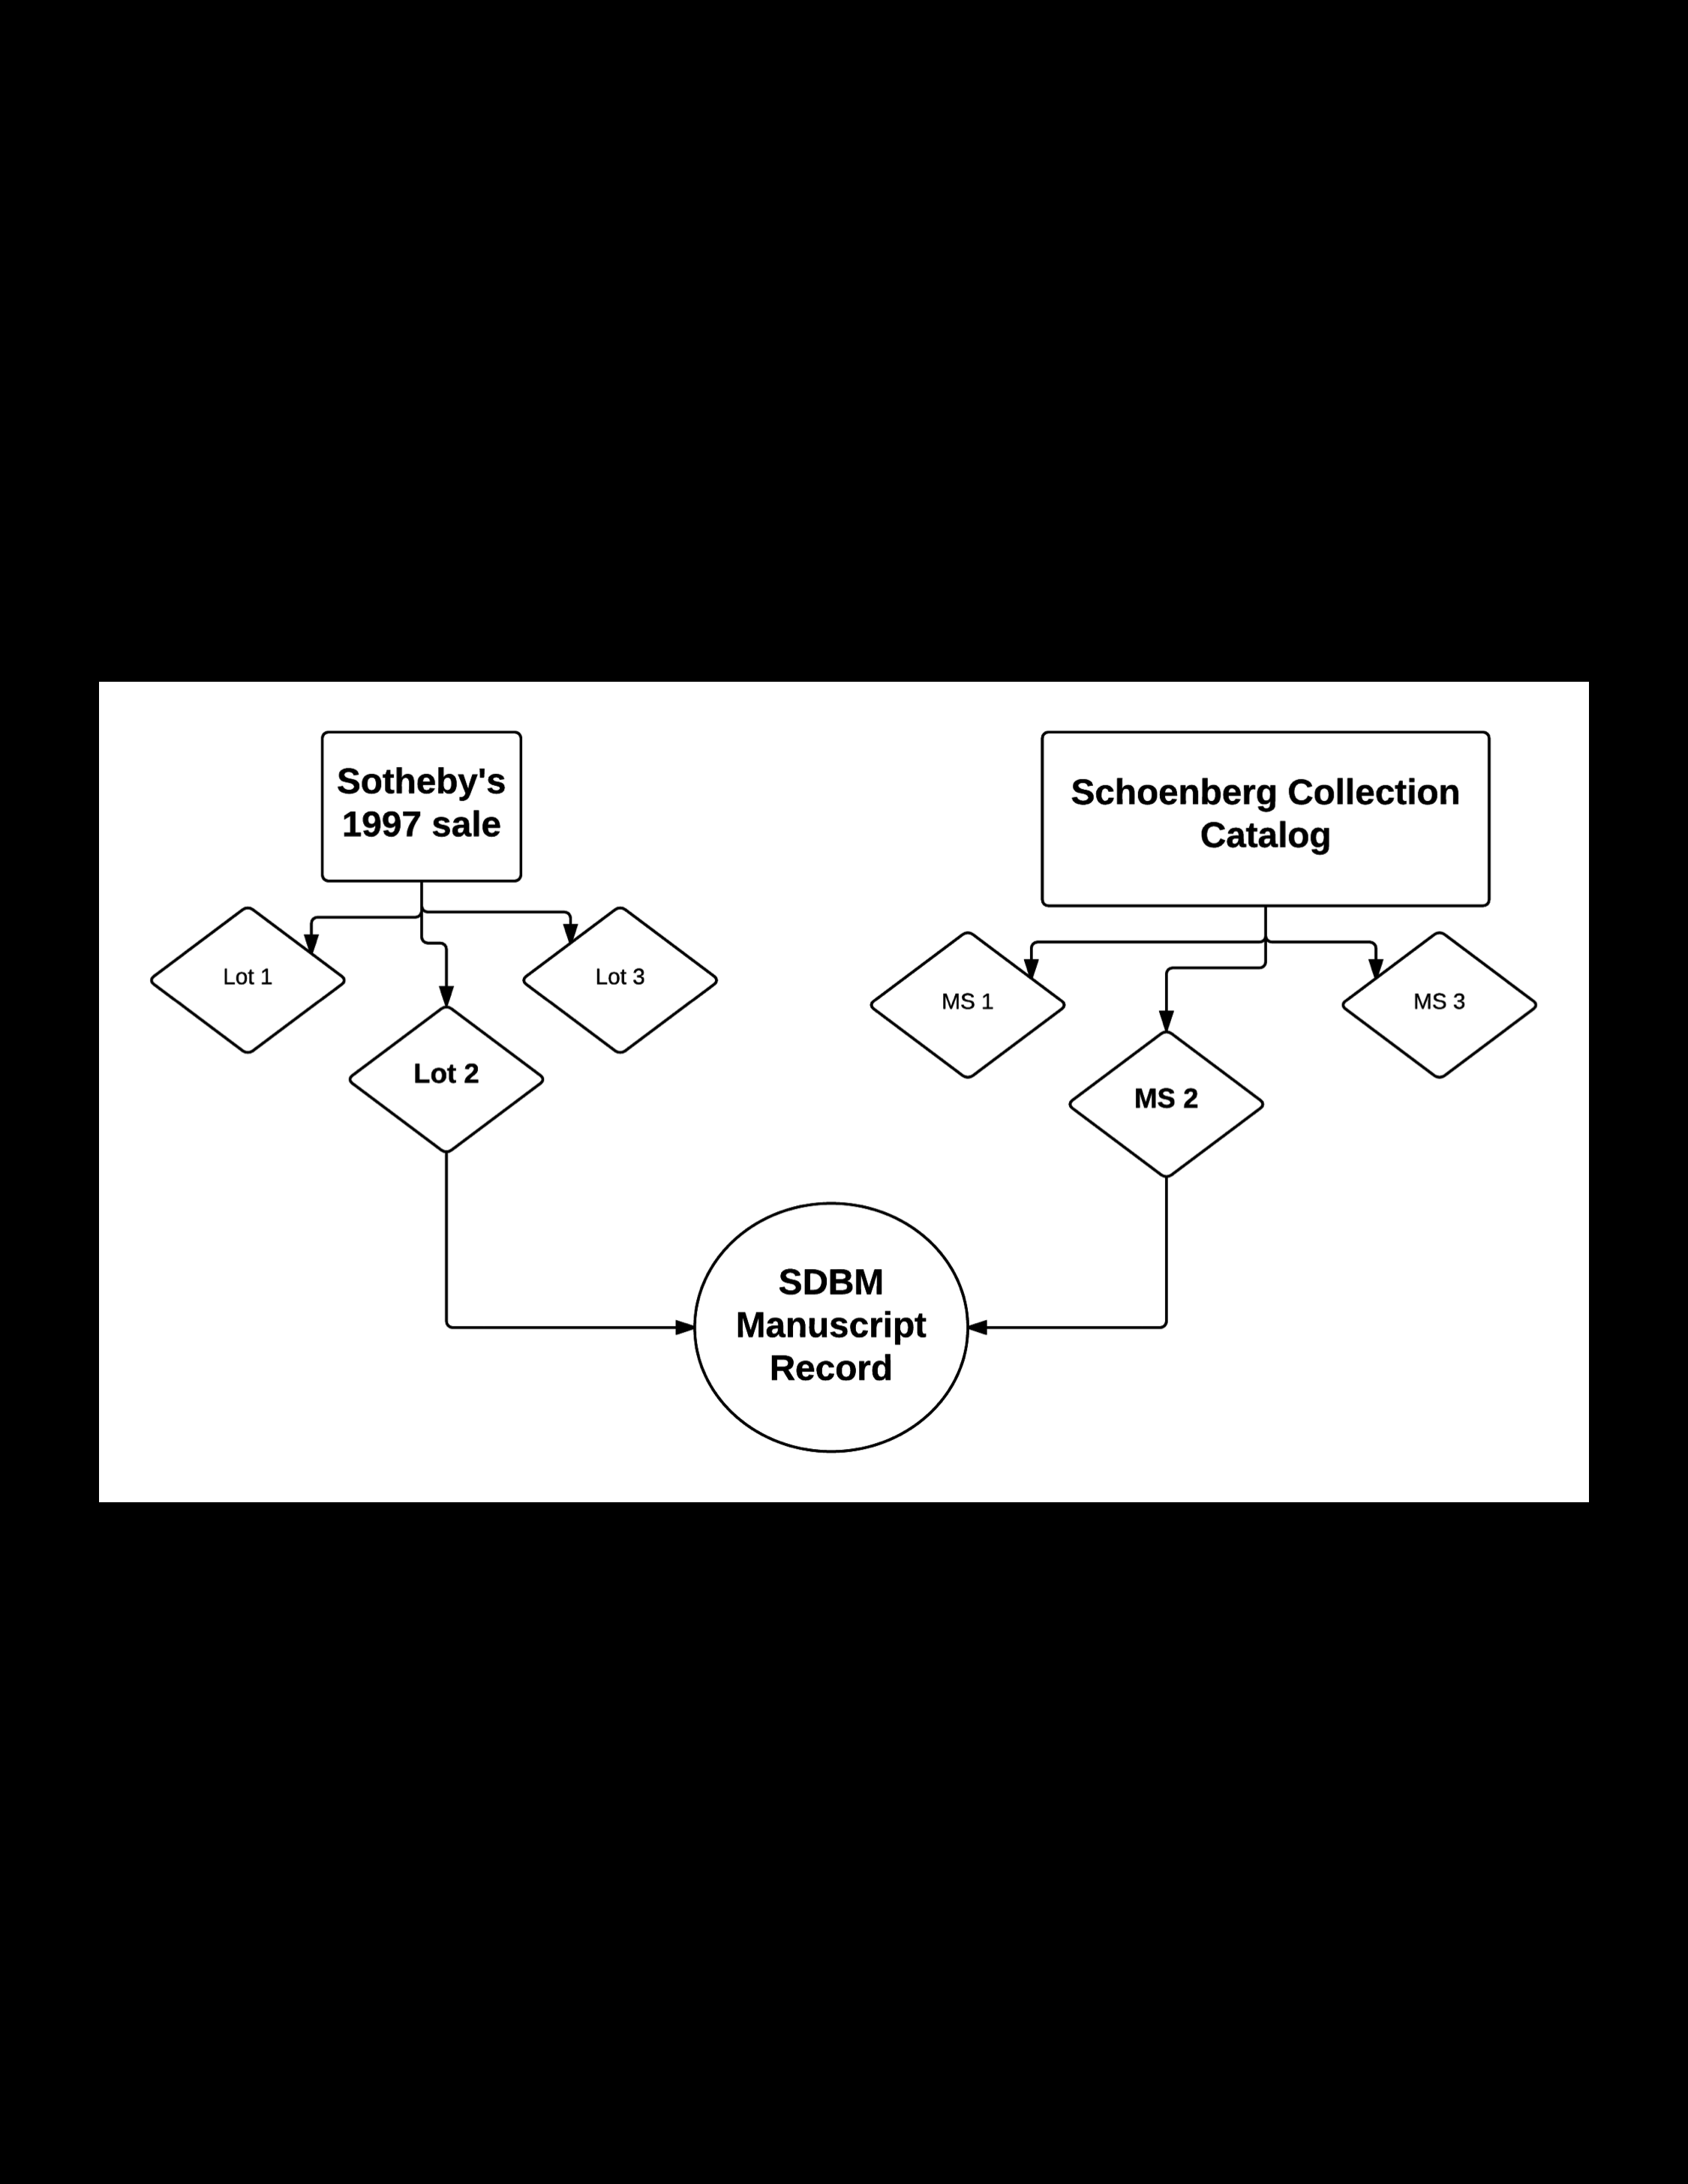 Sotheby's
1997 sale
Schoenberg Collection
Catalog
Lot 1
Lot 3
Lot 2
MS 1
MS 3
MS 2
SDBM
Manuscript
Record